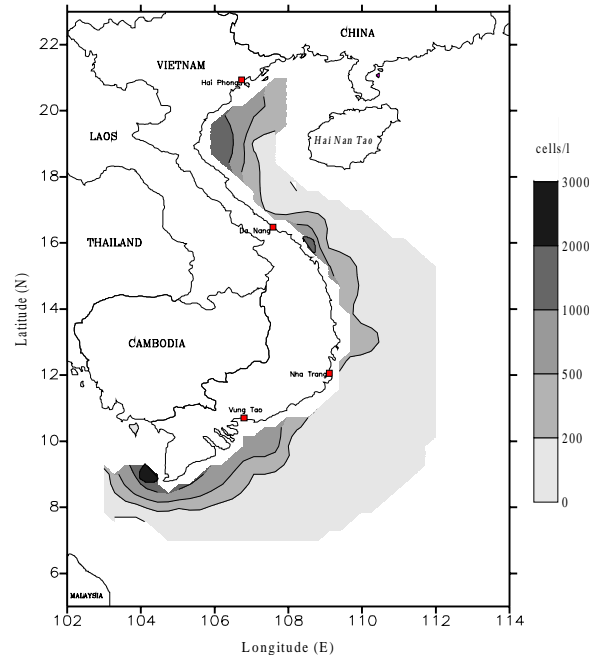 CHINA
VIETNAM
Hai Phong
LAOS
Hai Nan Tao
cells/l
3000
2000
1000
500
200
0
Da Nang
THAILAND
CAMBODIA
Nha Trang
Vung Tao
MALAYSIA
Latitude (N)
22
20
18
16
14
12
10
8
6
102 104 106 108 110 112 114
Longitude (E)